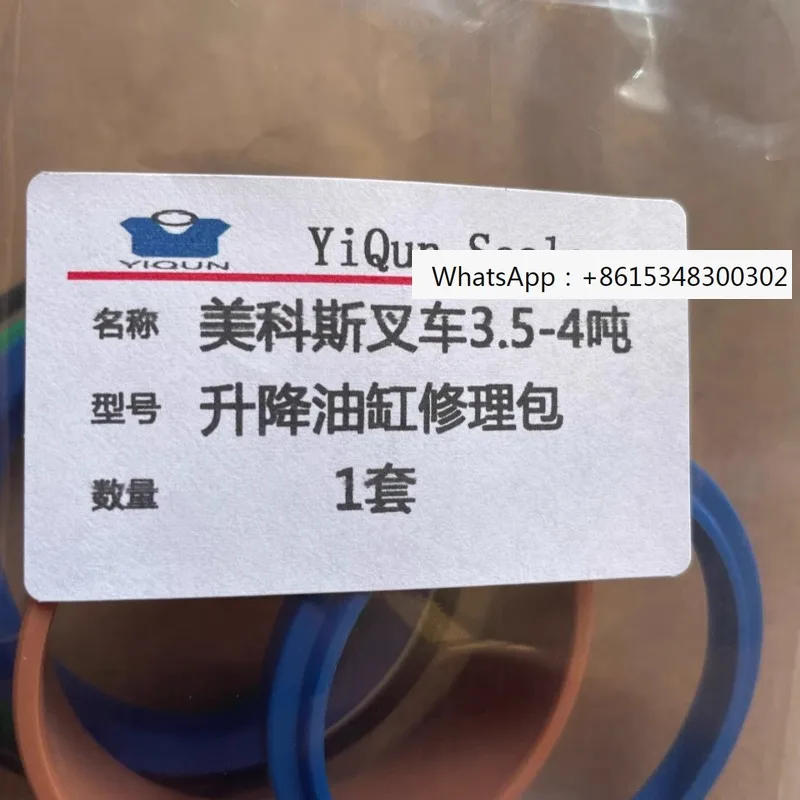 YIQUN
YiQun
WhatsApp：+8615348300302
名称 美科斯叉车3.5-4吨
型号 升降油缸修理包
数量 1套